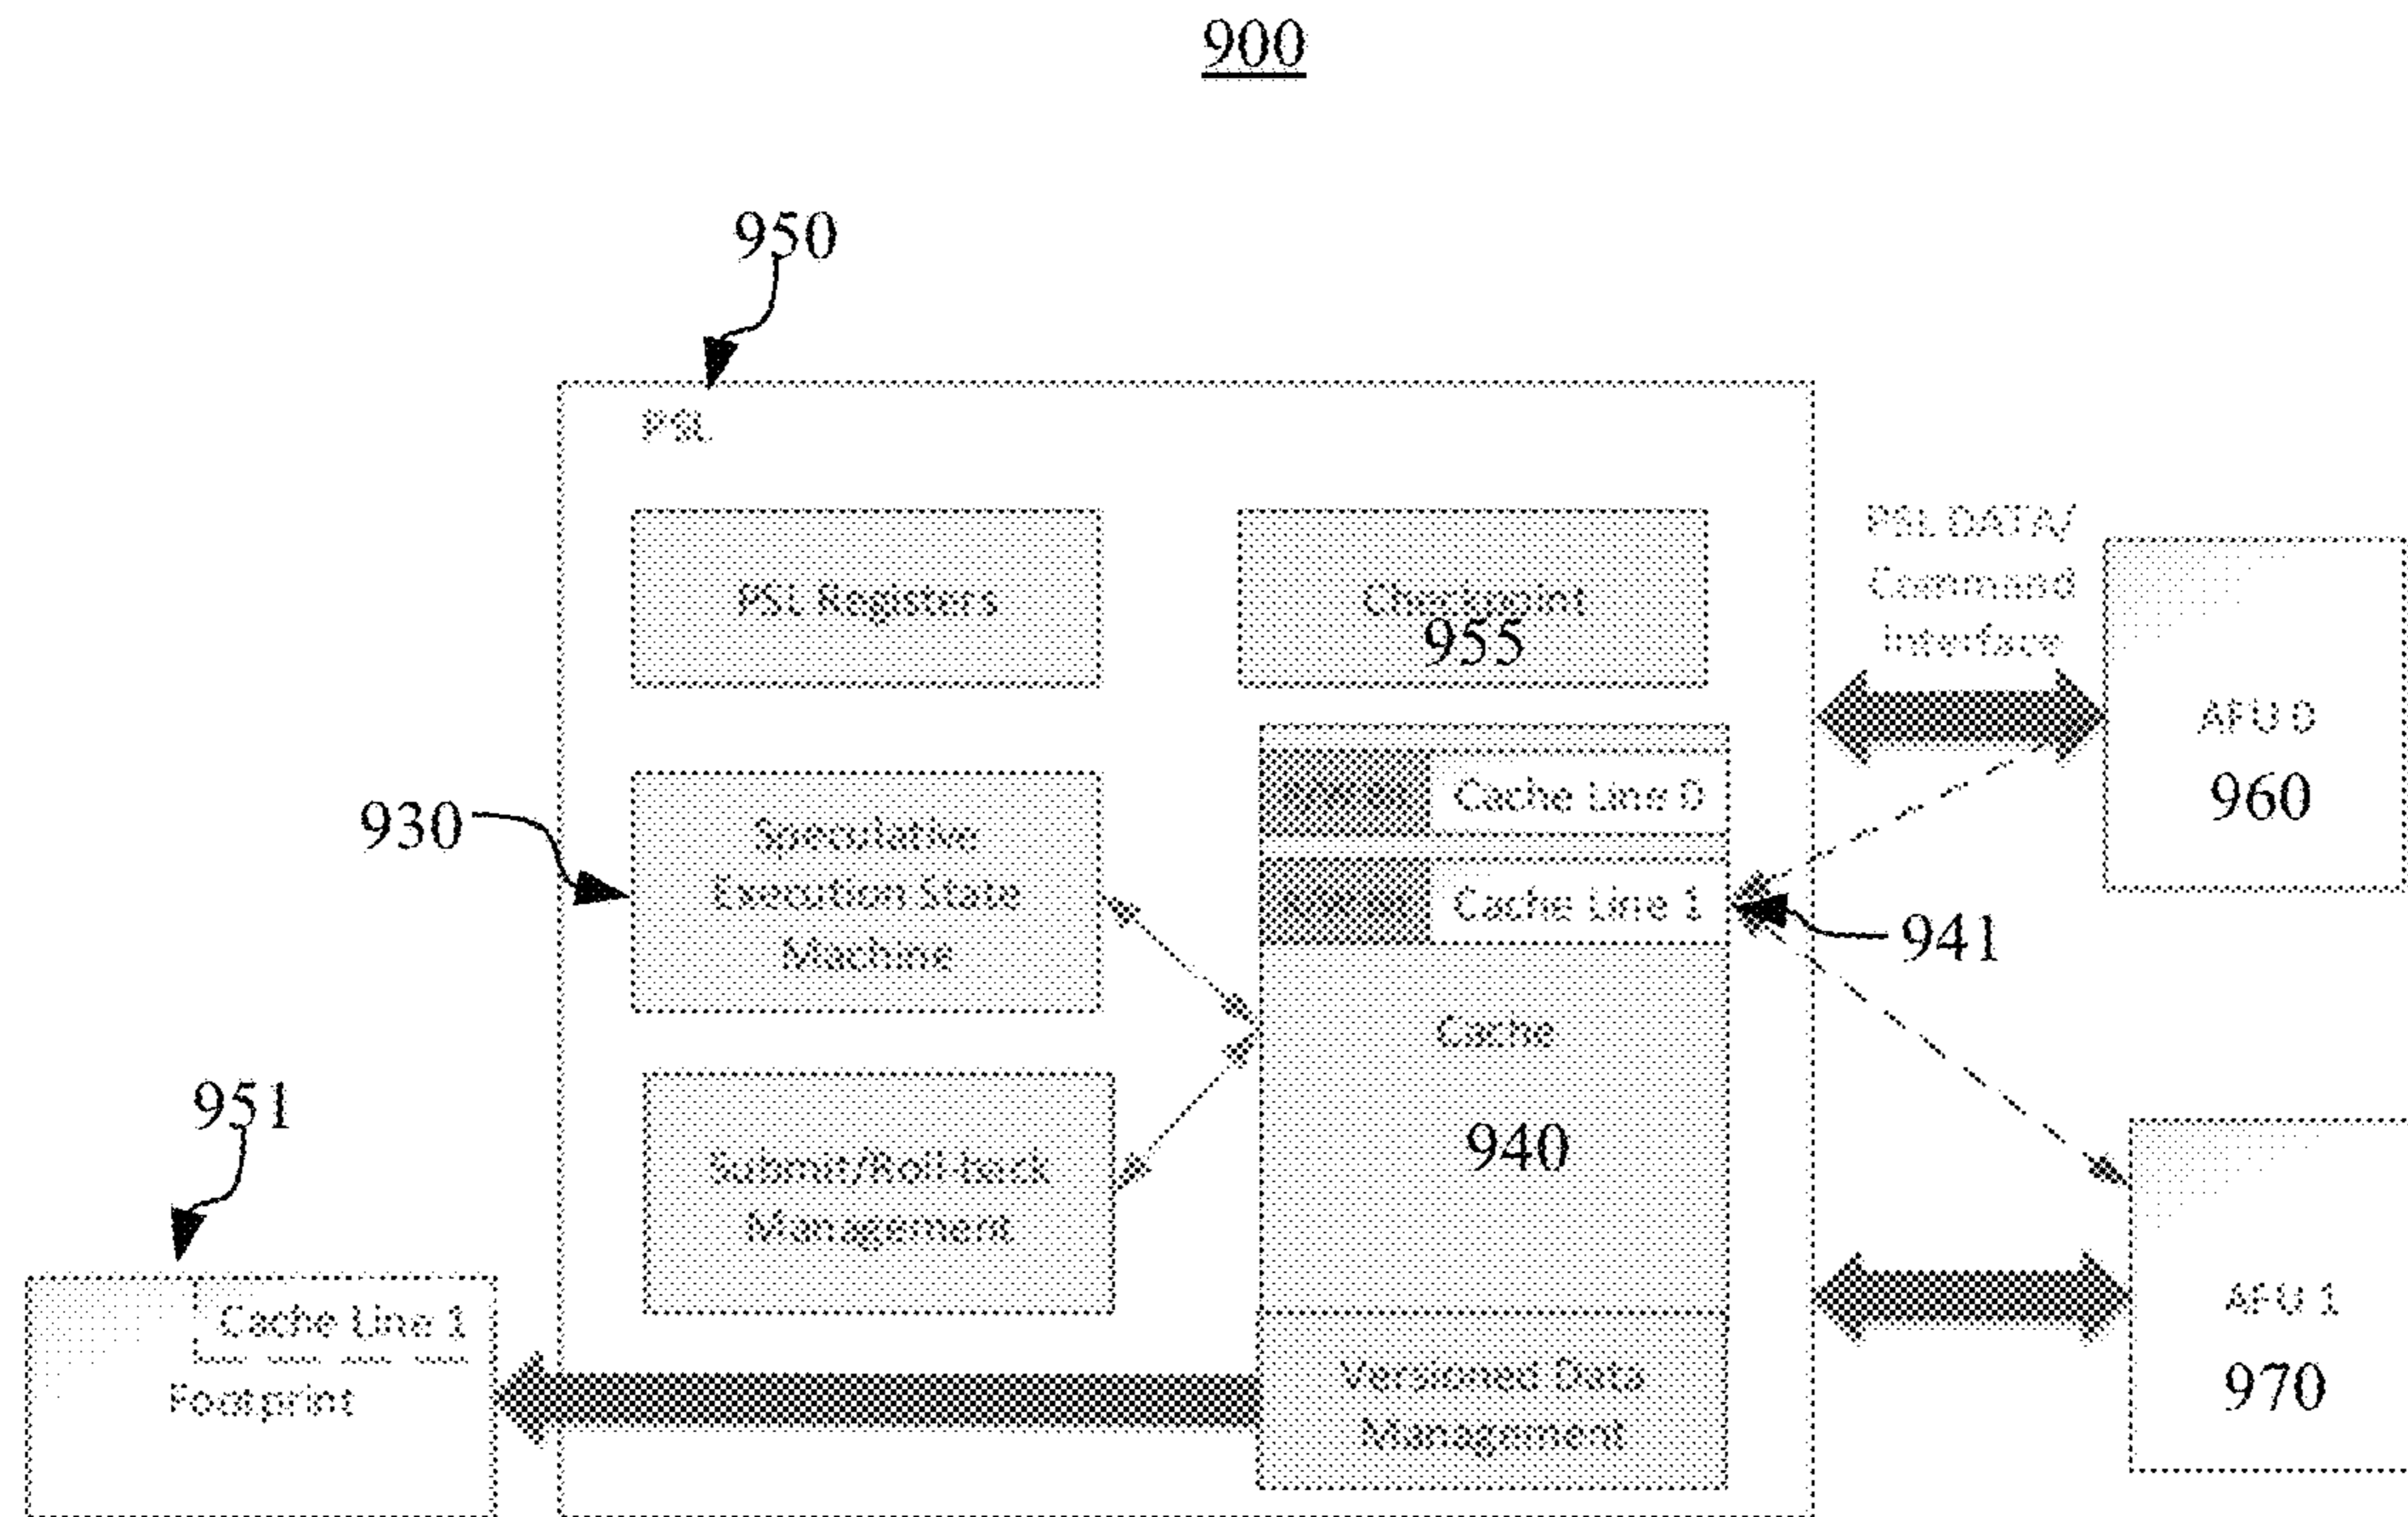 900
950
PSL
PSL Registers
Checkpoint
955
PSL DATA/
Command
Interface
AFU 0
960
930
Speculative
Execution State
Machine
Cache Line 0
Cache Line 1
941
Cache
940
951
Submit/Roll-back
Management
Cache Line 1
Footprint
Versioned Data
Management
AFU 1
970